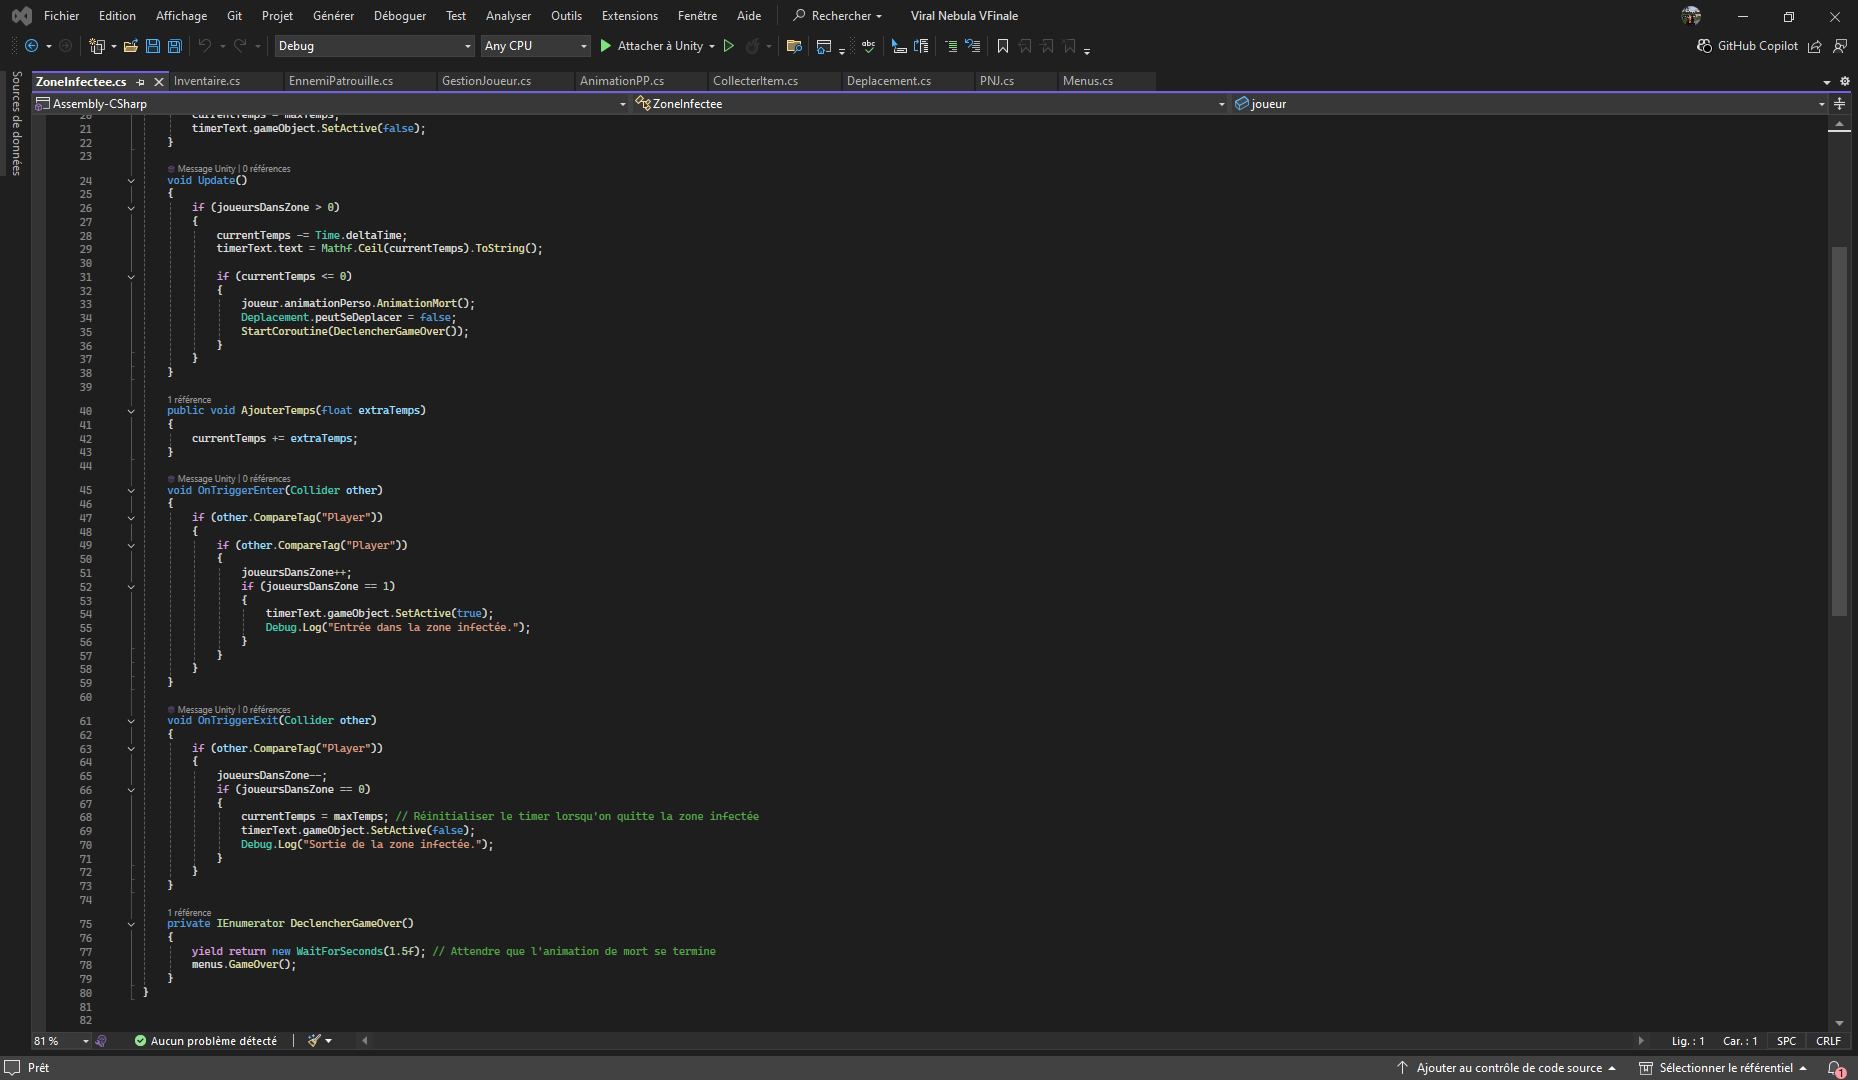 Fichier Edition Affichage Git Projet Générer Déboguer Test Analyser Outils Extensions Fenêtre Aide Rechercher Viral Nebula VFinale
Debug Any CPU Attacher à Unity abc GitHub Copilot
Sources de données
ZoneInfectee.cs Inventaire.cs EnnemiPatrouille.cs GestionJoueur.cs AnimationPP.cs CollecterItem.cs Deplacement.cs PNJ.cs Menus.cs
Assembly-CSharp ZoneInfectee joueur
20 currentTemps = maxTemps;
21 timerText.gameObject.SetActive(false);
22 }
23
Message Unity | 0 références
24 void Update()
25 {
26 if (joueursDansZone > 0)
27 {
28 currentTemps -= Time.deltaTime;
29 timerText.text = Mathf.Ceil(currentTemps).ToString();
30
31 if (currentTemps <= 0)
32 {
33 joueur.animationPerso.AnimationMort();
34 Deplacement.peutSeDeplacer = false;
35 StartCoroutine(DeclencherGameOver());
36 }
37 }
38 }
39
1 référence
40 public void AjouterTemps(float extraTemps)
41 {
42 currentTemps += extraTemps;
43 }
44
Message Unity | 0 références
45 void OnTriggerEnter(Collider other)
46 {
47 if (other.CompareTag("Player"))
48 {
49 if (other.CompareTag("Player"))
50 {
51 joueursDansZone++;
52 if (joueursDansZone == 1)
53 {
54 timerText.gameObject.SetActive(true);
55 Debug.Log("Entrée dans la zone infectée.");
56 }
57 }
58 }
59 }
60
Message Unity | 0 références
61 void OnTriggerExit(Collider other)
62 {
63 if (other.CompareTag("Player"))
64 {
65 joueursDansZone--;
66 if (joueursDansZone == 0)
67 {
68 currentTemps = maxTemps; // Réinitialiser le timer lorsqu'on quitte la zone infectée
69 timerText.gameObject.SetActive(false);
70 Debug.Log("Sortie de la zone infectée.");
71 }
72 }
73 }
74
1 référence
75 private IEnumerator DeclencherGameOver()
76 {
77 yield return new WaitForSeconds(1.5f); // Attendre que l'animation de mort se termine
78 menus.GameOver();
79 }
80 }
81
82
81 % Aucun problème détecté Lig. : 1 Car. : 1 SPC CRLF
Prêt Ajouter au contrôle de code source Sélectionner le référentiel 1